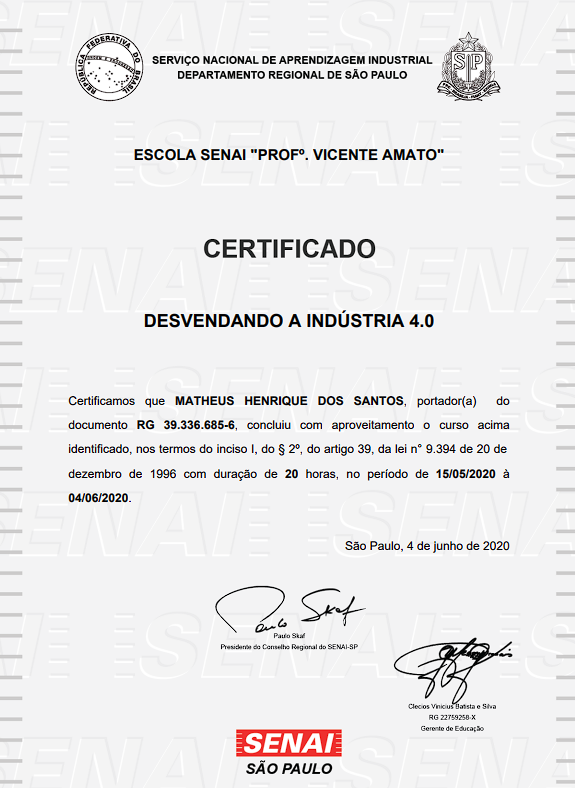 SERVIÇO NACIONAL DE APRENDIZAGEM INDUSTRIAL
DEPARTAMENTO REGIONAL DE SÃO PAULO
REPÚBLICA FEDERATIVA DO BRASIL
SP
ESCOLA SENAI "PROFº. VICENTE AMATO"
CERTIFICADO
DESVENDANDO A INDÚSTRIA 4.0
Certificamos que MATHEUS HENRIQUE DOS SANTOS, portador(a) do
documento RG 39.336.685-6, concluiu com aproveitamento o curso acima
identificado, nos termos do inciso I, do § 2º, do artigo 39, da lei n° 9.394 de 20 de
dezembro de 1996 com duração de 20 horas, no período de 15/05/2020 à
04/06/2020.
São Paulo, 4 de junho de 2020
Paulo Skaf
Paulo Skaf
Presidente do Conselho Regional do SENAI-SP
Clecios Vinicius Batista e Silva
RG 22759258-X
Gerente de Educação
SENAI
SÃO PAULO